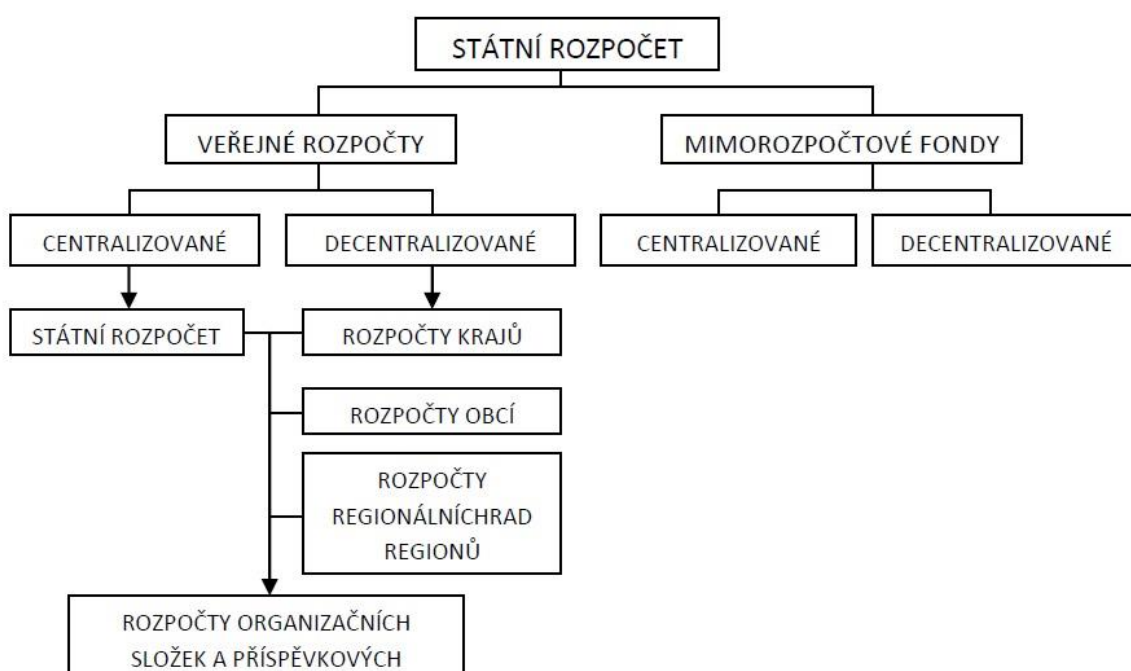 STÁTNÍ ROZPOČET
VEŘEJNÉ ROZPOČTY
MIMOROZPOČTOVÉ FONDY
CENTRALIZOVANÉ
DECENTRALIZOVANÉ
CENTRALIZOVANÉ
DECENTRALIZOVANÉ
STÁTNÍ ROZPOČET
ROZPOČTY KRAJŮ
ROZPOČTY OBCÍ
ROZPOČTY
REGIONÁLNÍCHRAD
REGIONŮ
ROZPOČTY ORGANIZAČNÍCH
SLOŽEK A PŘÍSPĚVKOVÝCH